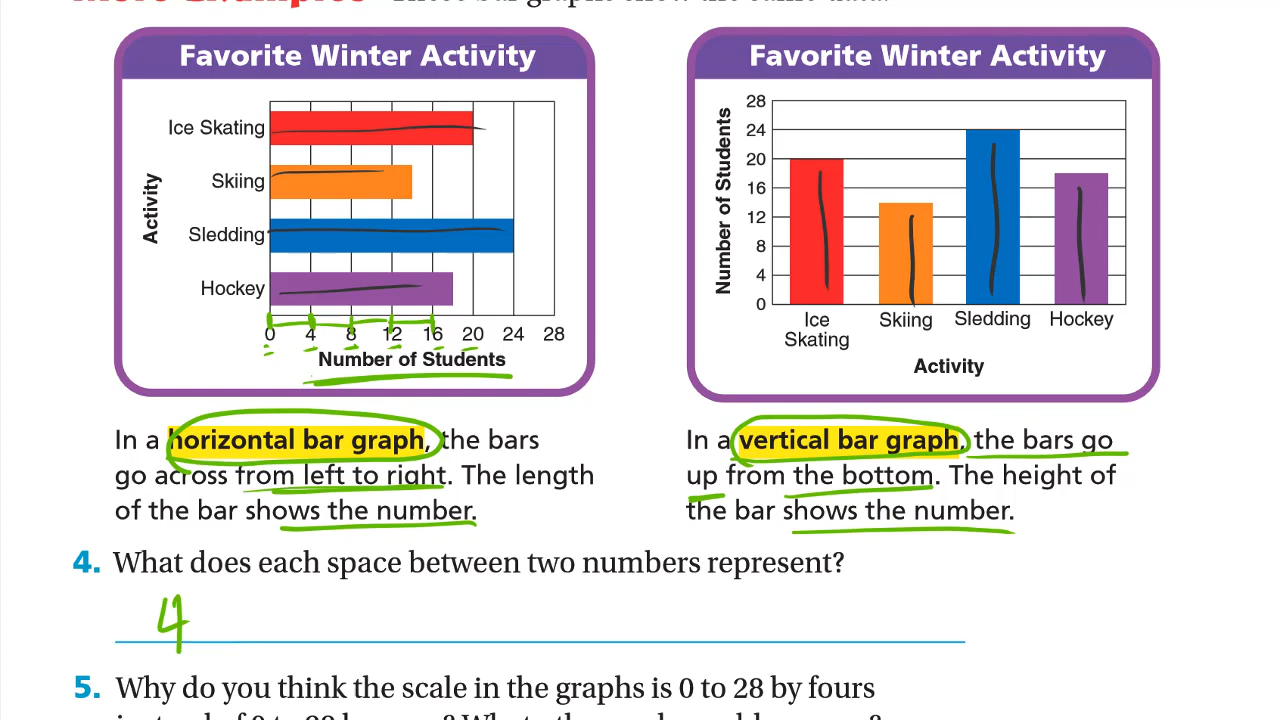 Favorite Winter Activity
Activity
Ice Skating
Skiing
Sledding
Hockey
0 4 8 12 16 20 24 28
Number of Students
In a horizontal bar graph, the bars
go across from left to right. The length
of the bar shows the number.
Favorite Winter Activity
Number of Students
28
24
20
16
12
8
4
0
Ice Skiing Sledding Hockey
Skating
Activity
In a vertical bar graph, the bars go
up from the bottom. The height of
the bar shows the number.
4. What does each space between two numbers represent?
4
5. Why do you think the scale in the graphs is 0 to 28 by fours